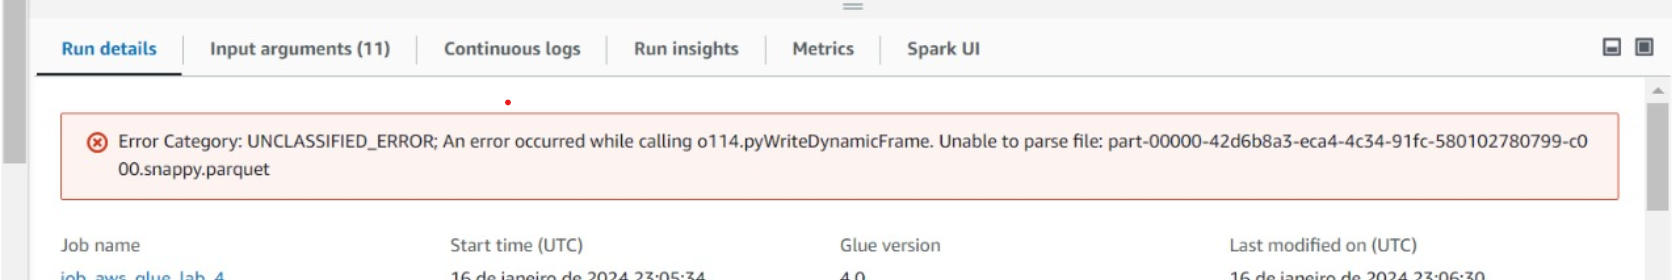 Run details Input arguments (11) Continuous logs Run insights Metrics Spark UI
Error Category: UNCLASSIFIED_ERROR; An error occurred while calling o114.pyWriteDynamicFrame. Unable to parse file: part-00000-42d6b8a3-eca4-4c34-91fc-580102780799-c0
00.snappy.parquet
Job name Start time (UTC) Glue version Last modified on (UTC)
job_aws_glue_lab_4 16 de janeiro de 2024 23:05:34 4.0 16 de janeiro de 2024 23:06:30